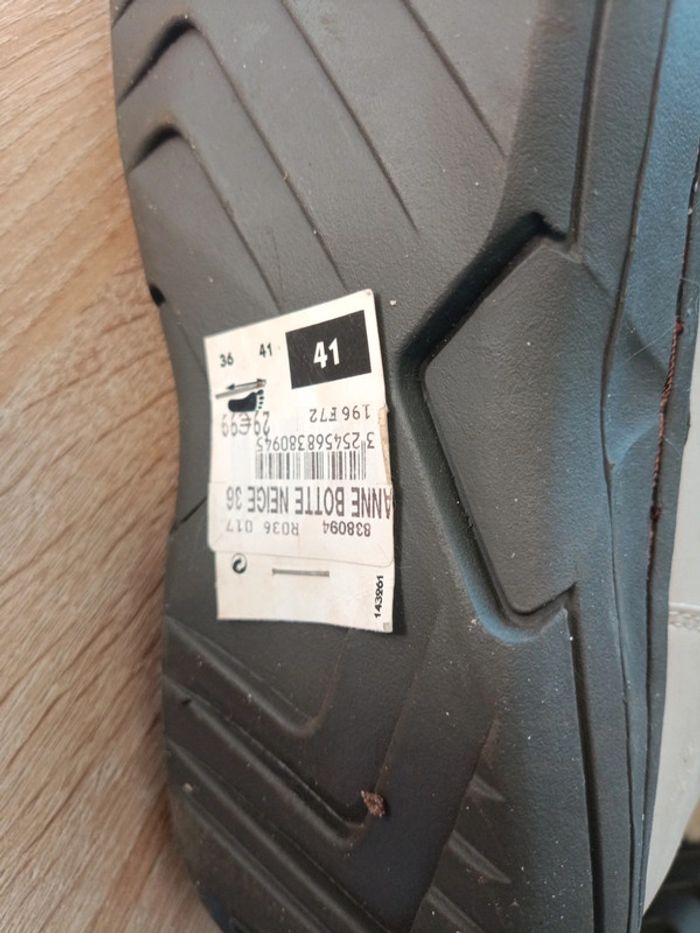 36 41 41
838094 R036 017
ANNE BOTTE NEIGE 36
3 254568 380945
196 F72
29€99
143261